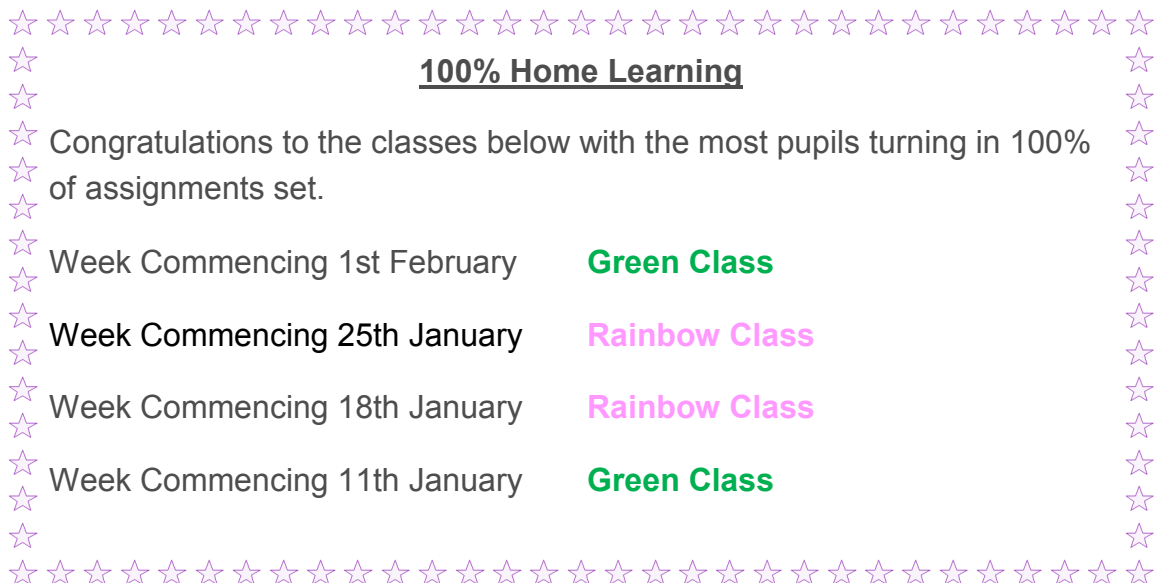 100% Home Learning
Congratulations to the classes below with the most pupils turning in 100%
of assignments set.
Week Commencing 1st February Green Class
Week Commencing 25th January Rainbow Class
Week Commencing 18th January Rainbow Class
Week Commencing 11th January Green Class